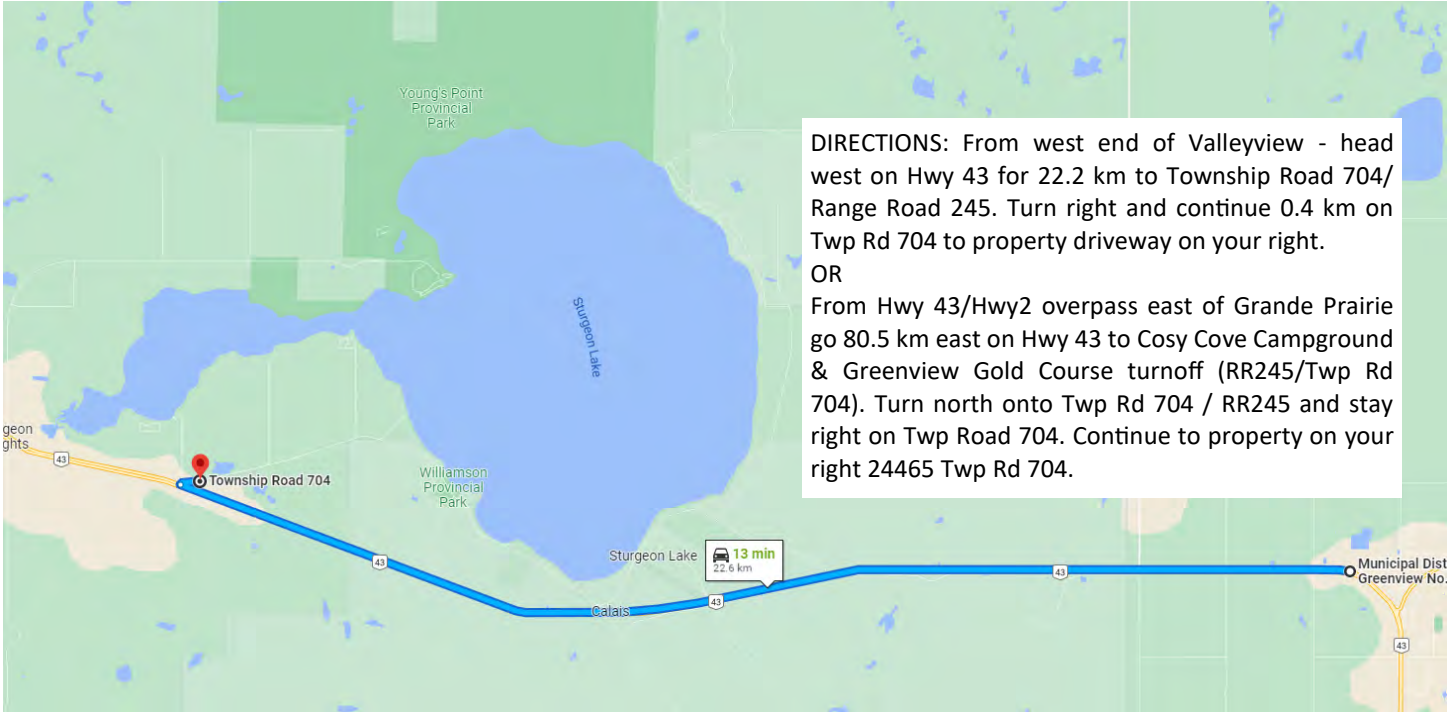 Young's Point
Provincial
Park
DIRECTIONS: From west end of Valleyview - head
west on Hwy 43 for 22.2 km to Township Road 704/
Range Road 245. Turn right and continue 0.4 km on
Twp Rd 704 to property driveway on your right.
OR
From Hwy 43/Hwy2 overpass east of Grande Prairie
go 80.5 km east on Hwy 43 to Cosy Cove Campground
& Greenview Gold Course turnoff (RR245/Twp Rd
704). Turn north onto Twp Rd 704 / RR245 and stay
right on Twp Road 704. Continue to property on your
right 24465 Twp Rd 704.
Sturgeon Lake
geon
ghts
43
Township Road 704
Williamson
Provincial
Park
43
Sturgeon Lake
13 min
22.6 km
Calais
43
43
Municipal Dist
Greenview No.
43